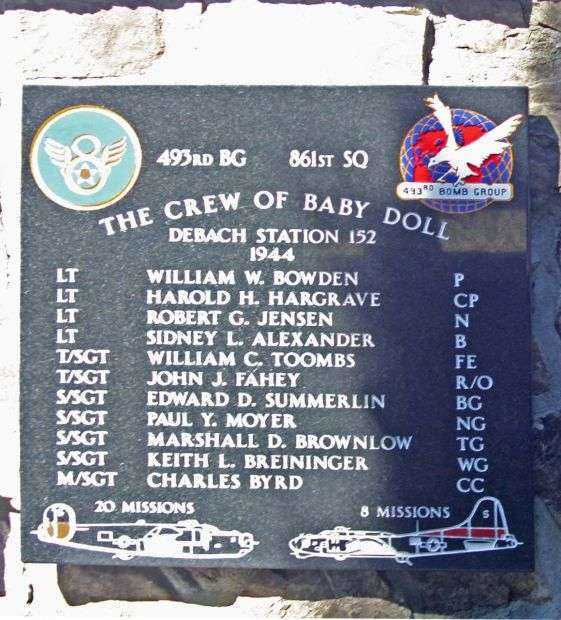 493RD BG 861ST SQ
493RD BOMB GROUP
THE CREW OF BABY DOLL
DEBACH STATION 152
1944
LT WILLIAM W. BOWDEN P
LT HAROLD H. HARGRAVE CP
LT ROBERT G. JENSEN N
LT SIDNEY L. ALEXANDER B
T/SGT WILLIAM C. TOOMBS FE
T/SGT JOHN J. FAHEY R/O
S/SGT EDWARD D. SUMMERLIN BG
S/SGT PAUL Y. MOYER NG
S/SGT MARSHALL D. BROWNLOW TG
S/SGT KEITH L. BREININGER WG
M/SGT CHARLES BYRD CC
20 MISSIONS 8 MISSIONS
S